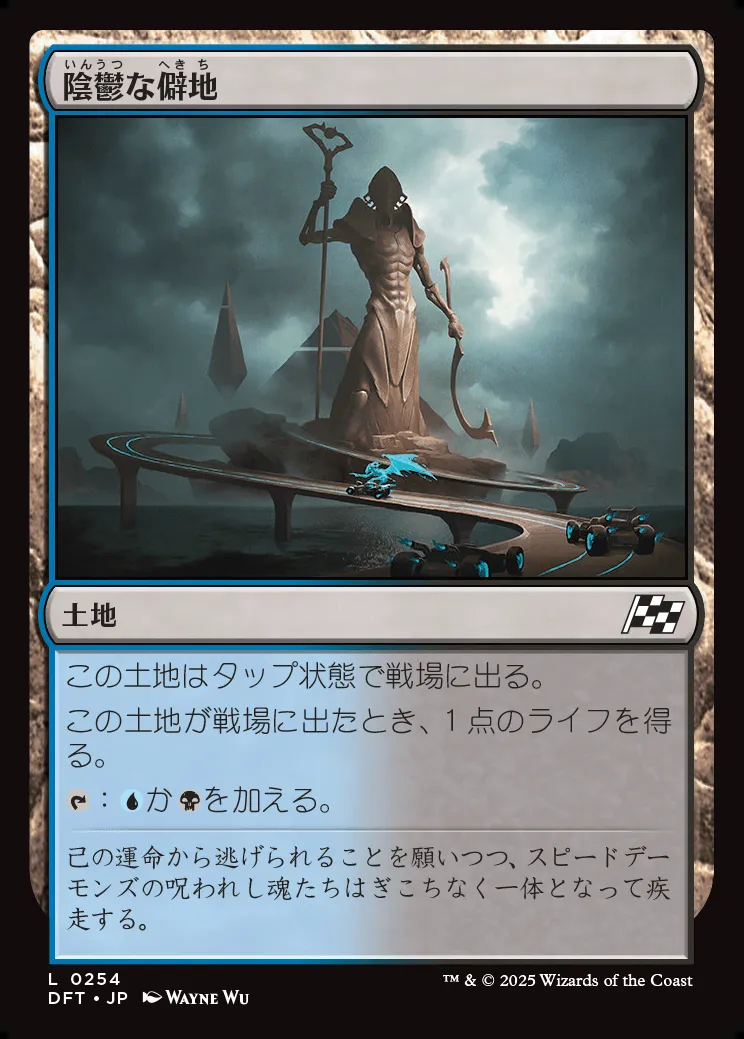 いんうつ へきち
陰鬱な僻地
土地
この土地はタップ状態で戦場に出る。
この土地が戦場に出たとき、1点のライフを得
る。
：か を加える。
己の運命から逃げられることを願いつつ、スピードデー
モンズの呪われし魂たちはぎこちなく一体となって疾
走する。
L 0254
DFT • JP Wayne Wu
™ & © 2025 Wizards of the Coast